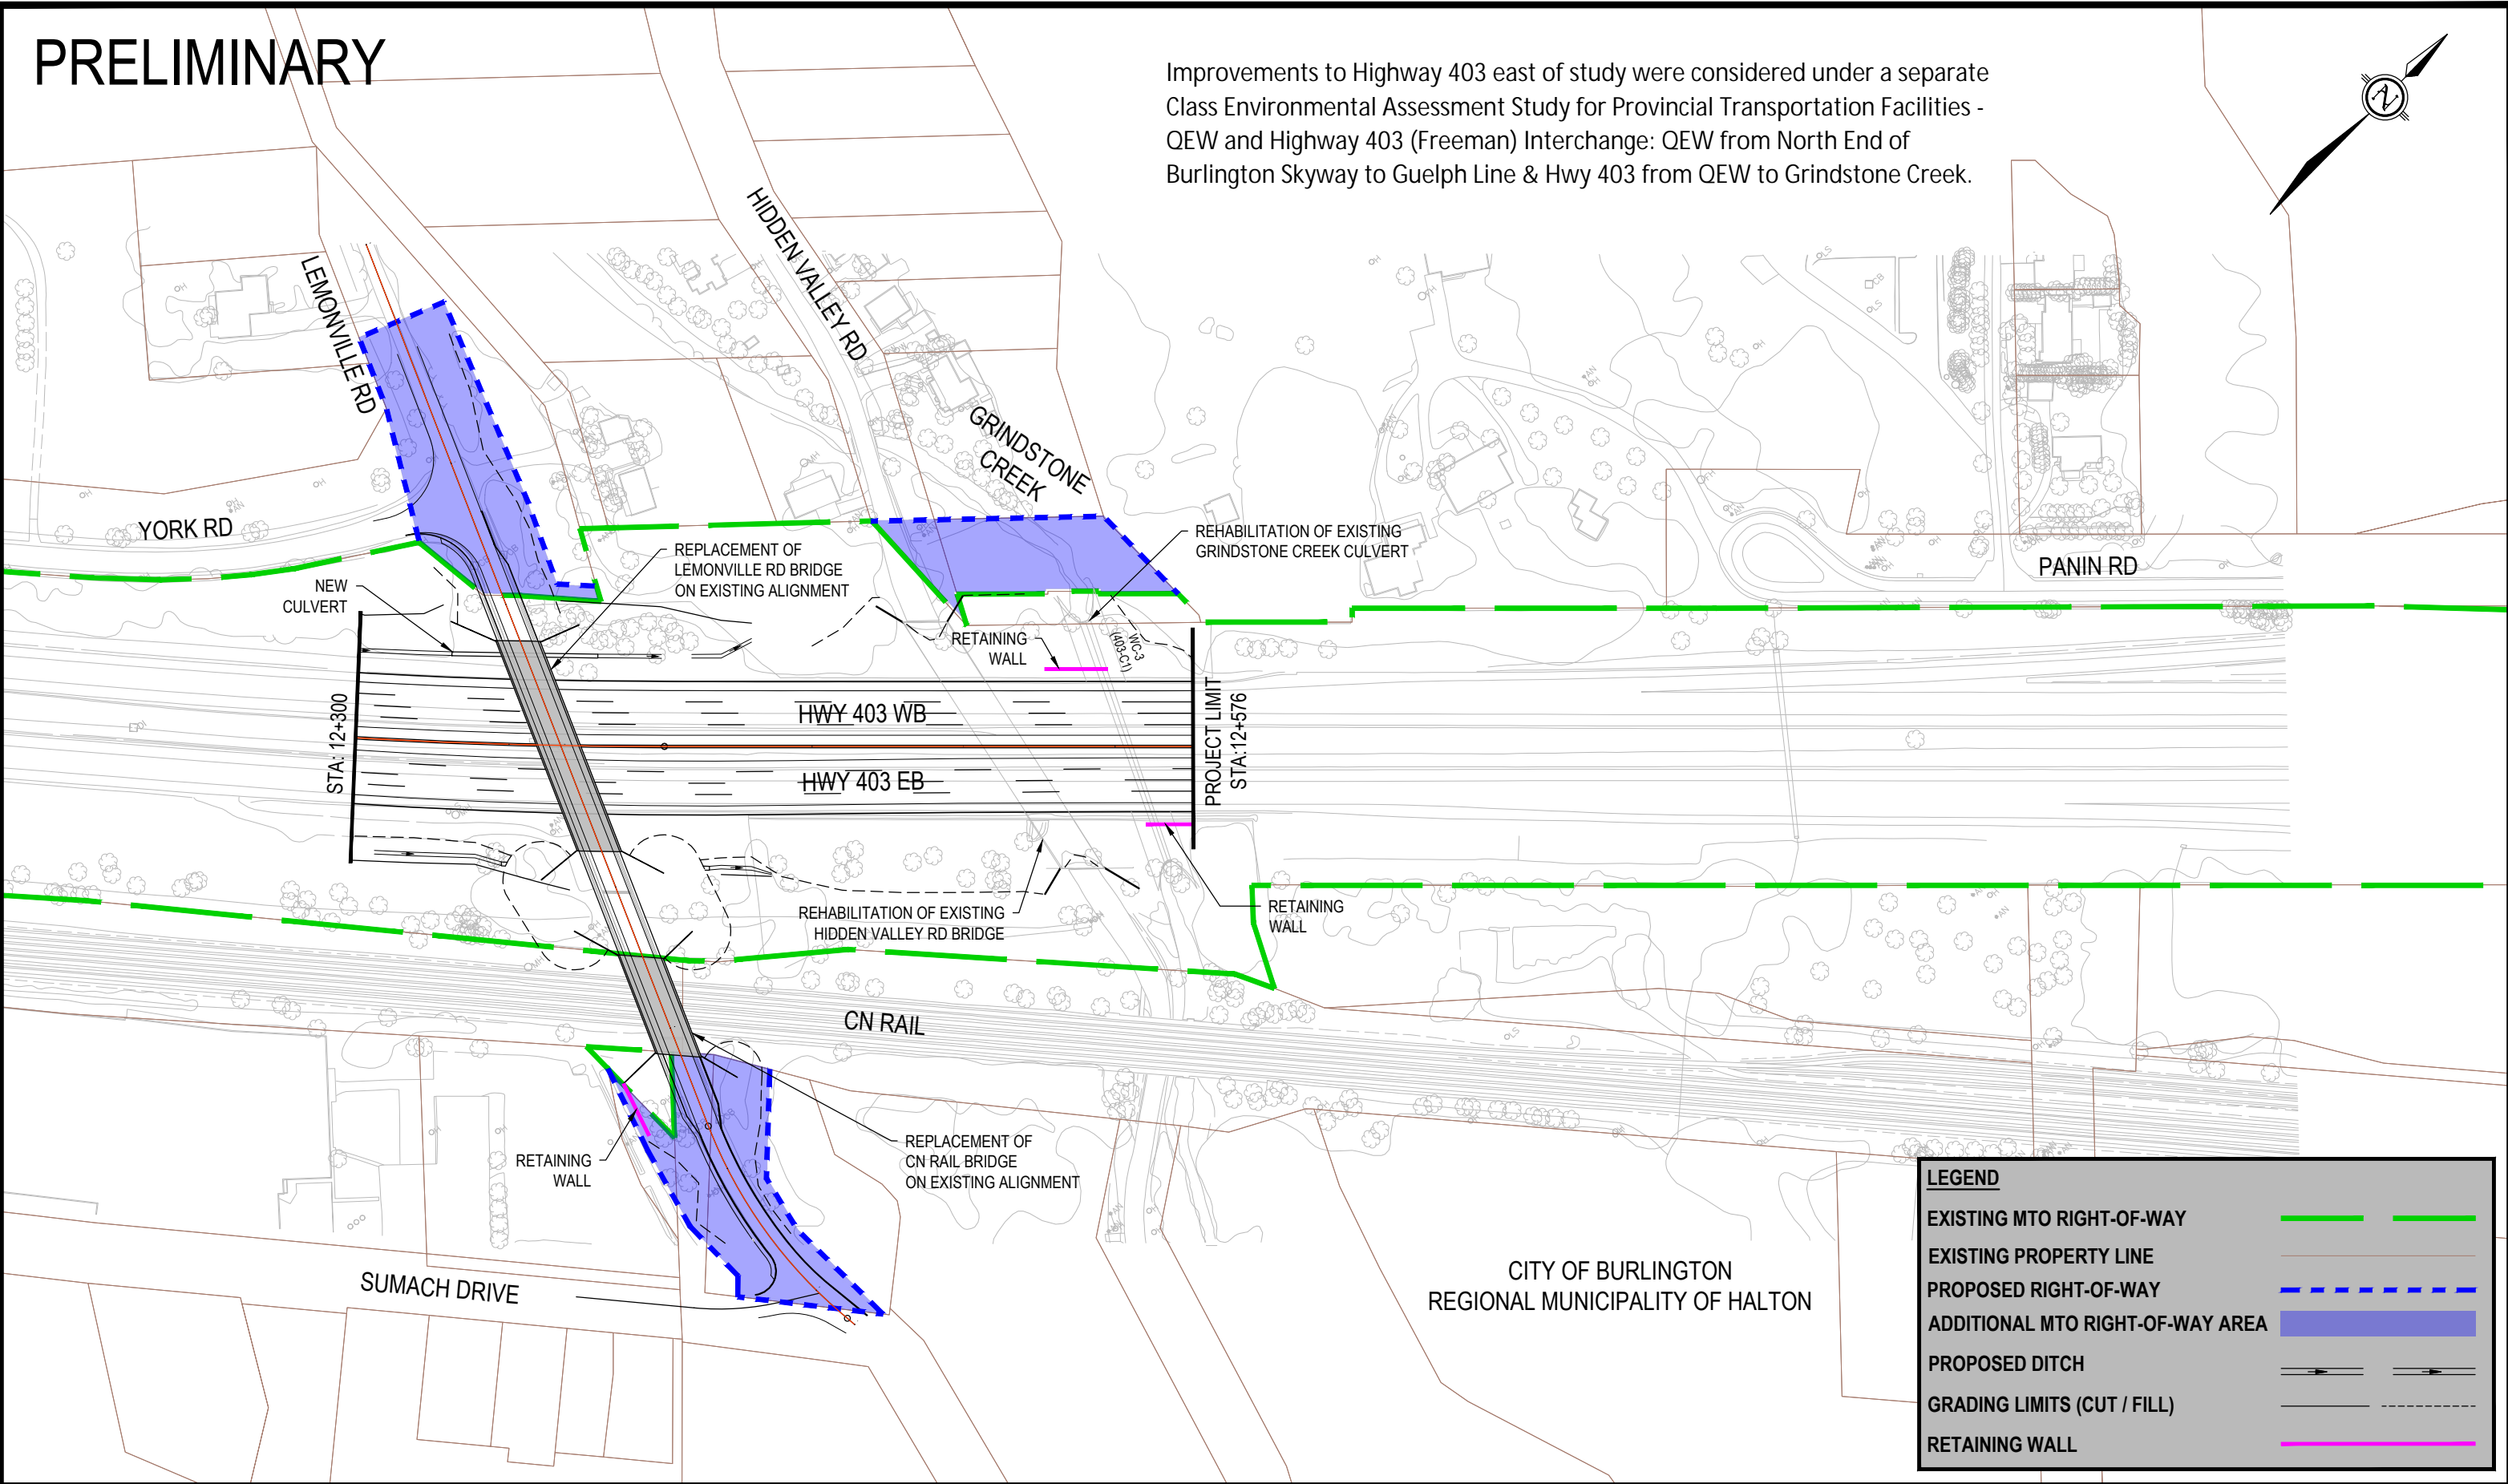 PRELIMINARY
Improvements to Highway 403 east of study were considered under a separate
Class Environmental Assessment Study for Provincial Transportation Facilities -
QEW and Highway 403 (Freeman) Interchange: QEW from North End of
Burlington Skyway to Guelph Line & Hwy 403 from QEW to Grindstone Creek.
N
LEMONVILLE RD
HIDDEN VALLEY RD
GRINDSTONE
CREEK
YORK RD
REPLACEMENT OF
LEMONVILLE RD BRIDGE
ON EXISTING ALIGNMENT
REHABILITATION OF EXISTING
GRINDSTONE CREEK CULVERT
PANIN RD
NEW
CULVERT
RETAINING
WALL
WC-3
(403-C1)
STA: 12+300
HWY 403 WB
HWY 403 EB
PROJECT LIMIT
STA:12+576
REHABILITATION OF EXISTING
HIDDEN VALLEY RD BRIDGE
RETAINING
WALL
CN RAIL
REPLACEMENT OF
CN RAIL BRIDGE
ON EXISTING ALIGNMENT
RETAINING
WALL
SUMACH DRIVE
CITY OF BURLINGTON
REGIONAL MUNICIPALITY OF HALTON
LEGEND
EXISTING MTO RIGHT-OF-WAY
EXISTING PROPERTY LINE
PROPOSED RIGHT-OF-WAY
ADDITIONAL MTO RIGHT-OF-WAY AREA
PROPOSED DITCH
GRADING LIMITS (CUT / FILL)
RETAINING WALL